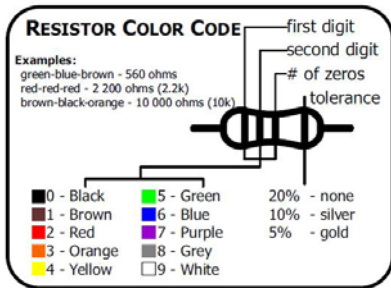 RESISTOR COLOR CODE
first digit
second digit
# of zeros
tolerance
Examples:
green-blue-brown - 560 ohms
red-red-red - 2 200 ohms (2.2k)
brown-black-orange - 10 000 ohms (10k)
0 - Black
1 - Brown
2 - Red
3 - Orange
4 - Yellow
5 - Green
6 - Blue
7 - Purple
8 - Grey
9 - White
20% - none
10% - silver
5% - gold